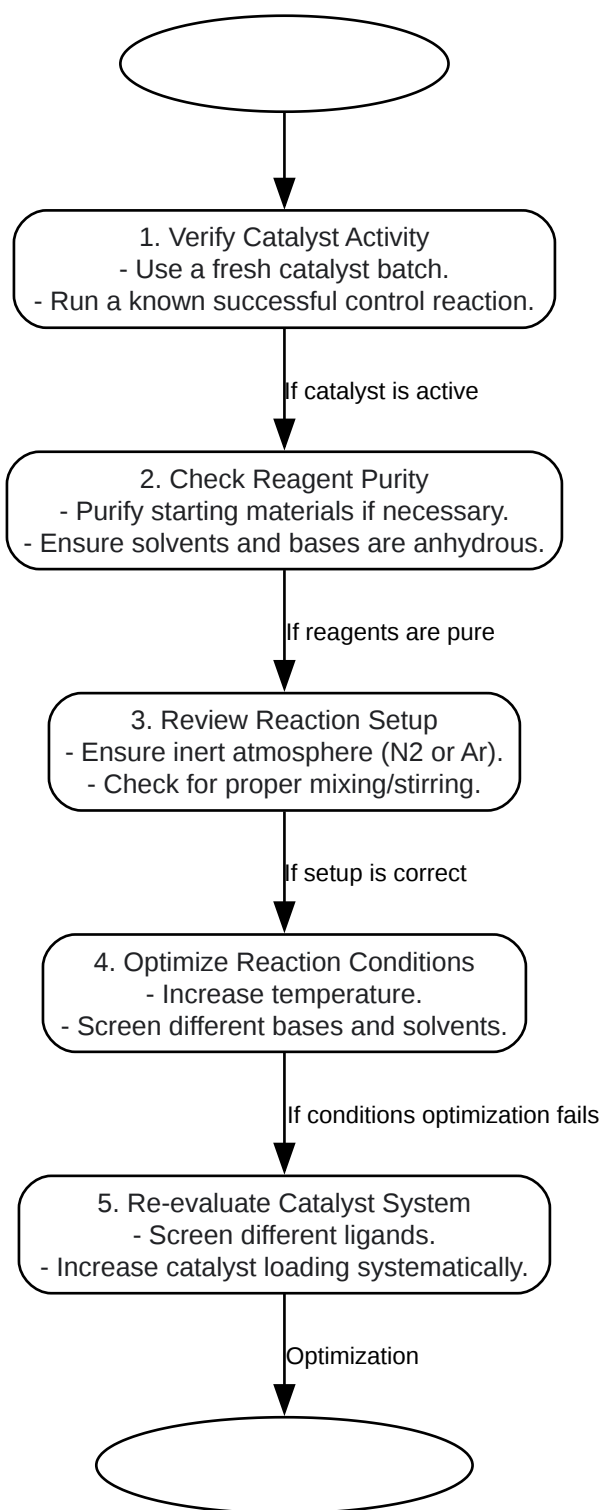 1. Verify Catalyst Activity
- Use a fresh catalyst batch.
- Run a known successful control reaction.
If catalyst is active
2. Check Reagent Purity
- Purify starting materials if necessary.
- Ensure solvents and bases are anhydrous.
If reagents are pure
3. Review Reaction Setup
- Ensure inert atmosphere (N2 or Ar).
- Check for proper mixing/stirring.
If setup is correct
4. Optimize Reaction Conditions
- Increase temperature.
- Screen different bases and solvents.
If conditions optimization fails
5. Re-evaluate Catalyst System
- Screen different ligands.
- Increase catalyst loading systematically.
Optimization